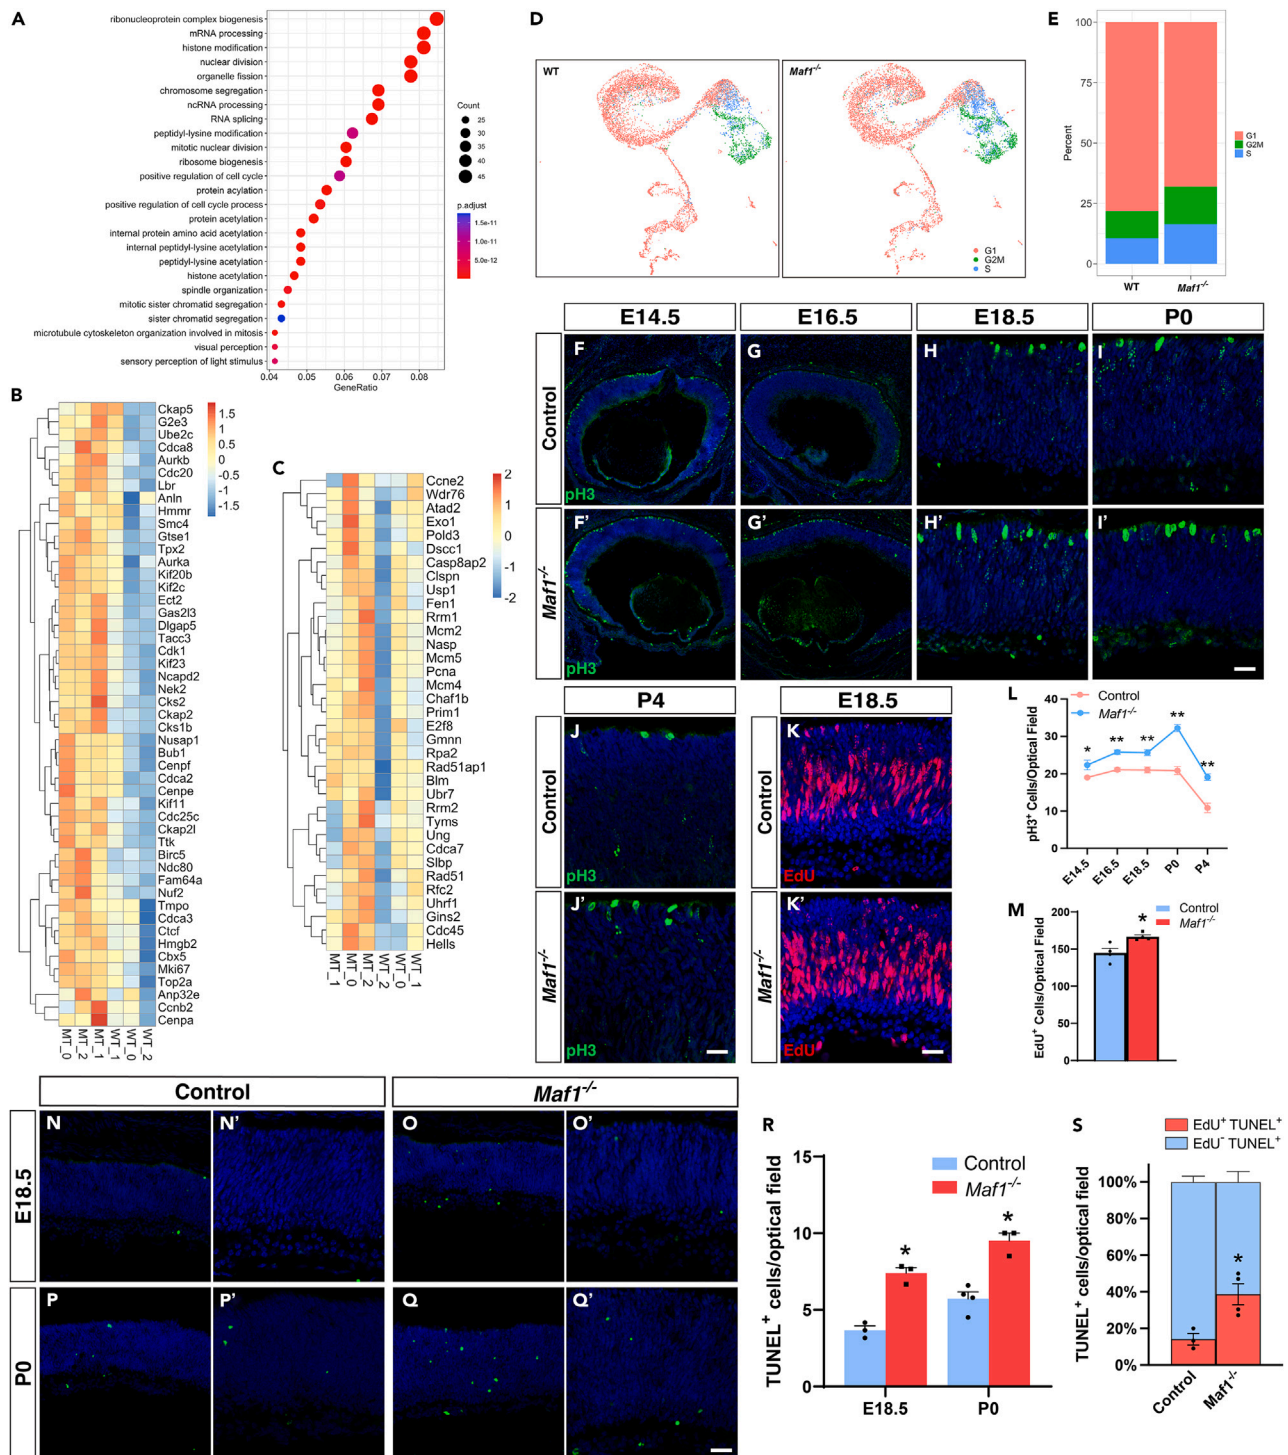 A
ribonucleoprotein complex biogenesis
mRNA processing
histone modification
nuclear division
organelle fission
chromosome segregation
ncRNA processing
RNA splicing
peptidyl-lysine modification
mitotic nuclear division
ribosome biogenesis
positive regulation of cell cycle
protein acylation
positive regulation of cell cycle process
protein acetylation
internal protein amino acid acetylation
internal peptidyl-lysine acetylation
peptidyl-lysine acetylation
histone acetylation
spindle organization
mitotic sister chromatid segregation
sister chromatid segregation
microtubule cytoskeleton organization involved in mitosis
visual perception
sensory perception of light stimulus
0.04 0.05 0.06 0.07 0.08
GeneRatio
Count
25
30
35
40
45
p.adjust
1.5e-11
1.0e-11
5.0e-12
B
Ckap5
G2e3
Ube2c
Cdca8
Aurkb
Cdc20
Lbr
Anln
Hmmr
Smc4
Gtse1
Tpx2
Aurka
Kif20b
Kif2c
Ect2
Gas2l3
Dlgap5
Tacc3
Cdk1
Kif23
Ncapd2
Nek2
Cks2
Ckap2
Cks1b
Nusap1
Bub1
Cenpf
Cdca2
Cenpe
Kif11
Cdc25c
Ckap2l
Ttk
Birc5
Ndc80
Fam64a
Nuf2
Tmpo
Cdca3
Ctcf
Hmgb2
Cbx5
Mki67
Top2a
Anp32e
Ccnb2
Cenpa
MT_0 MT_2 MT_1 WT_1 WT_0 WT_2
1.5
1
0.5
0
-0.5
-1
-1.5
C
Ccne2
Wdr76
Atad2
Exo1
Pold3
Dscc1
Casp8ap2
Clspn
Usp1
Fen1
Rrm1
Mcm2
Nasp
Mcm5
Pcna
Mcm4
Chaf1b
Prim1
E2f8
Gmnn
Rpa2
Rad51ap1
Blm
Ubr7
Rrm2
Tyms
Ung
Cdca7
Slbp
Rad51
Rfc2
Uhrf1
Gins2
Cdc45
Hells
MT_1 MT_0 MT_2 WT_2 WT_0 WT_1
2
1
0
-1
-2
D
WT
Maf1-/-
G1
G2M
S
E
100
75
50
25
0
Percent
WT Maf1-/-
G1
G2M
S
E14.5 E16.5 E18.5 P0
Control
F G H I
pH3
Maf1-/-
F' G' H' I'
pH3
P4 E18.5
Control
J
pH3
Control
K
EdU
Maf1-/-
J'
pH3
Maf1-/-
K'
EdU
L
Control
Maf1-/-
pH3+ Cells/Optical Field
40
30
20
10
0
* ** ** ** **
E14.5 E16.5 E18.5 P0 P4
M
Control
Maf1-/-
EdU+ Cells/Optical Field
200
150
100
50
0
*
Control Maf1-/-
E18.5
N N' O O'
P0
P P' Q Q'
R
Control
Maf1-/-
TUNEL+ cells/optical field
15
10
5
0
* *
E18.5 P0
S
EdU+ TUNEL+
EdU- TUNEL+
TUNEL+ cells/optical field
100%
80%
60%
40%
20%
0%
*
Control Maf1-/-